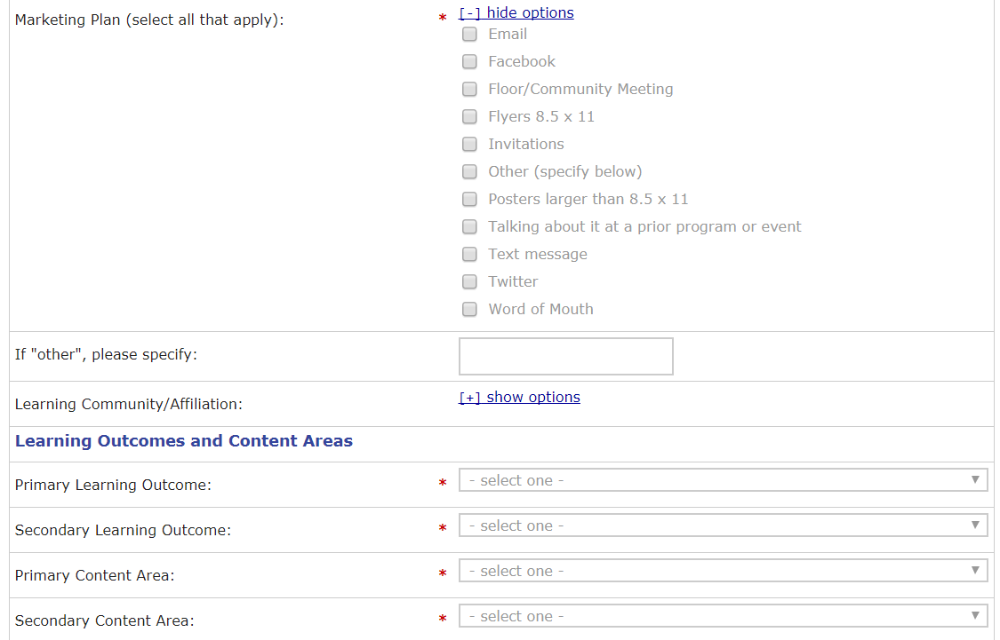 Marketing Plan (select all that apply):
* [-] hide options
Email
Facebook
Floor/Community Meeting
Flyers 8.5 x 11
Invitations
Other (specify below)
Posters larger than 8.5 x 11
Talking about it at a prior program or event
Text message
Twitter
Word of Mouth
If "other", please specify:
Learning Community/Affiliation:
[+] show options
Learning Outcomes and Content Areas
Primary Learning Outcome:
* - select one -
Secondary Learning Outcome:
* - select one -
Primary Content Area:
* - select one -
Secondary Content Area:
* - select one -